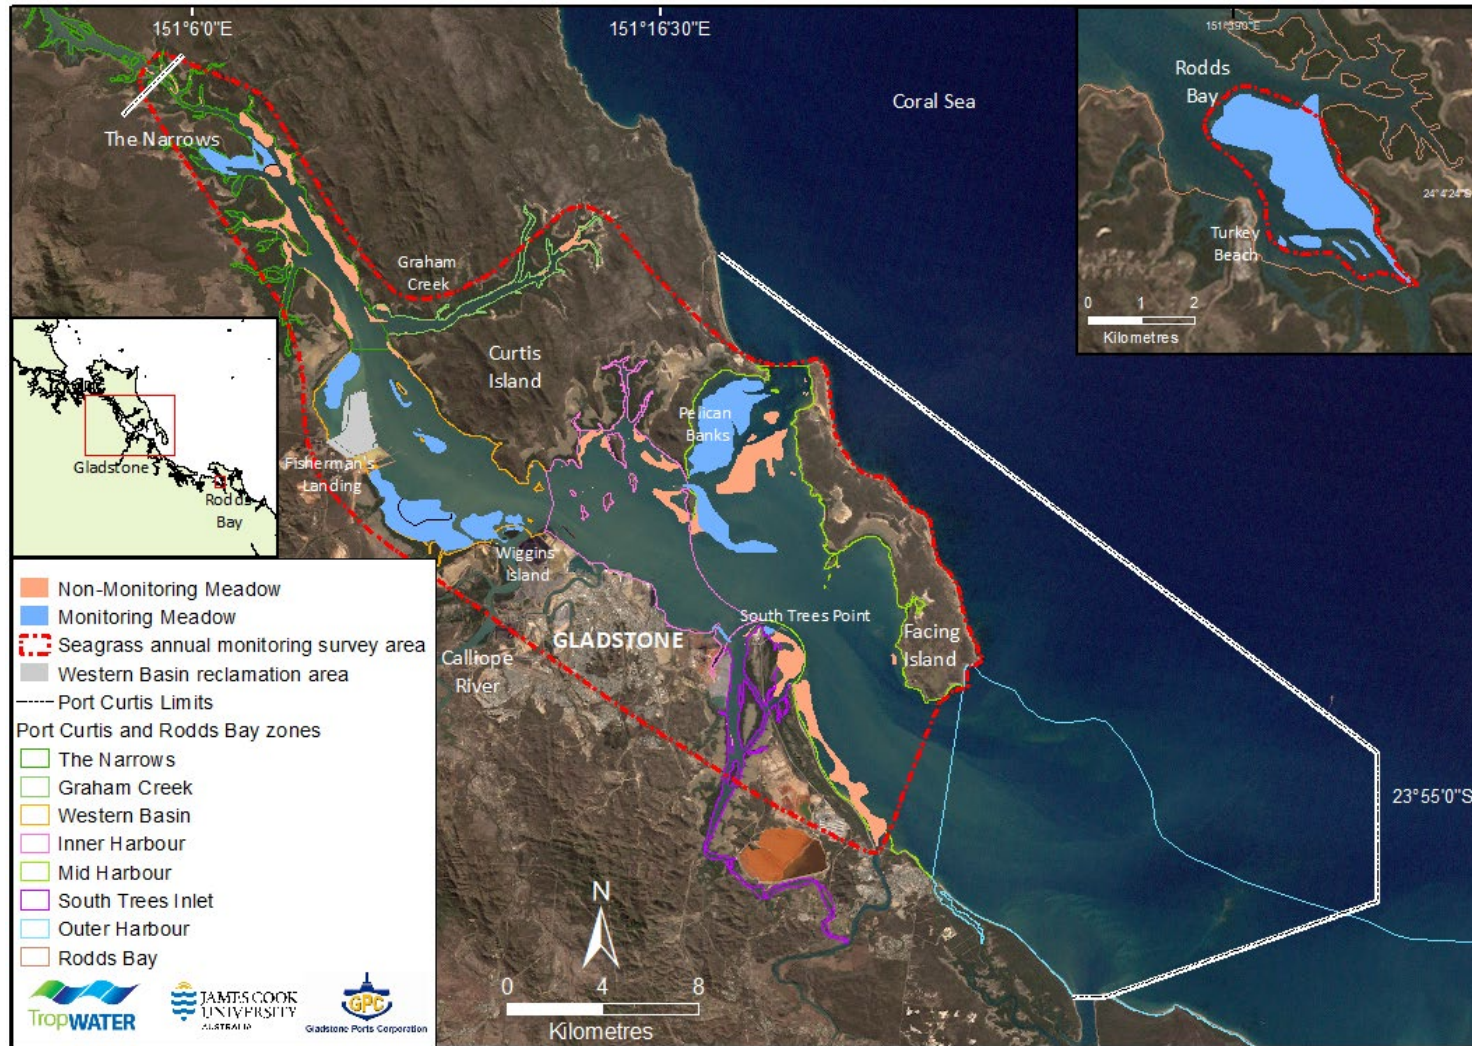 151°6'0"E
151°16'30"E
Coral Sea
The Narrows
Graham
Creek
Curtis
Island
Pelican
Banks
Fisherman's
Landing
Wiggins
Island
GLADSTONE
Calliope
River
South Trees Point
Facing
Island
23°55'0"S
N
0 4 8
Kilometres
Rodds
Bay
24°4'24"S
Turkey
Beach
0 1 2
Kilometres
Gladstone
Rodds
Bay
Non-Monitoring Meadow
Monitoring Meadow
Seagrass annual monitoring survey area
Western Basin reclamation area
Port Curtis Limits
Port Curtis and Rodds Bay zones
The Narrows
Graham Creek
Western Basin
Inner Harbour
Mid Harbour
South Trees Inlet
Outer Harbour
Rodds Bay
TropWATER
JAMES COOK
UNIVERSITY
AUSTRALIA
GPC
Gladstone Ports Corporation